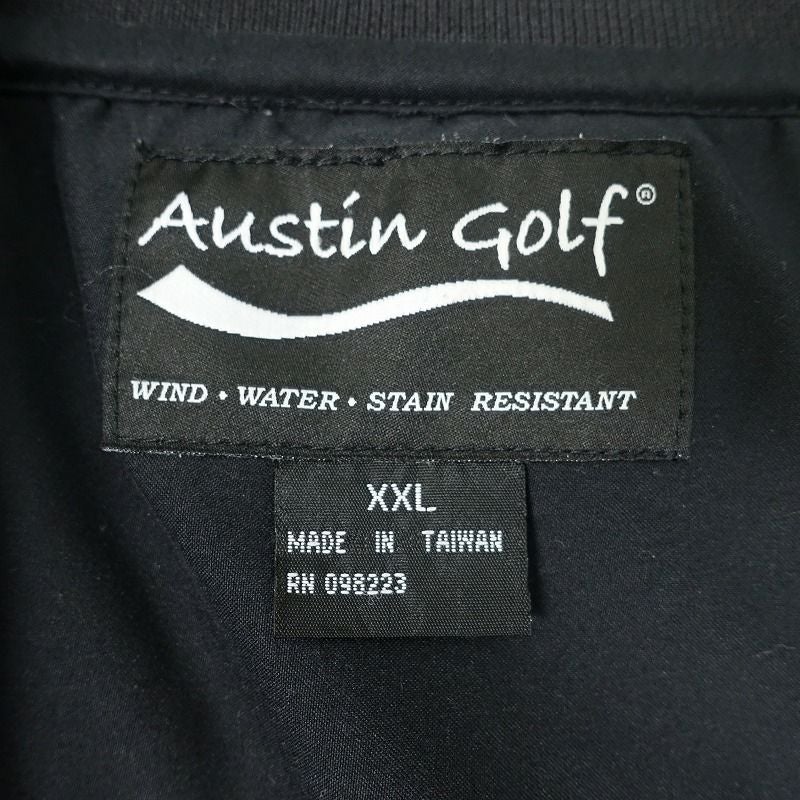 Austin Golf®
WIND • WATER • STAIN RESISTANT
XXL
MADE IN TAIWAN
RN 098223